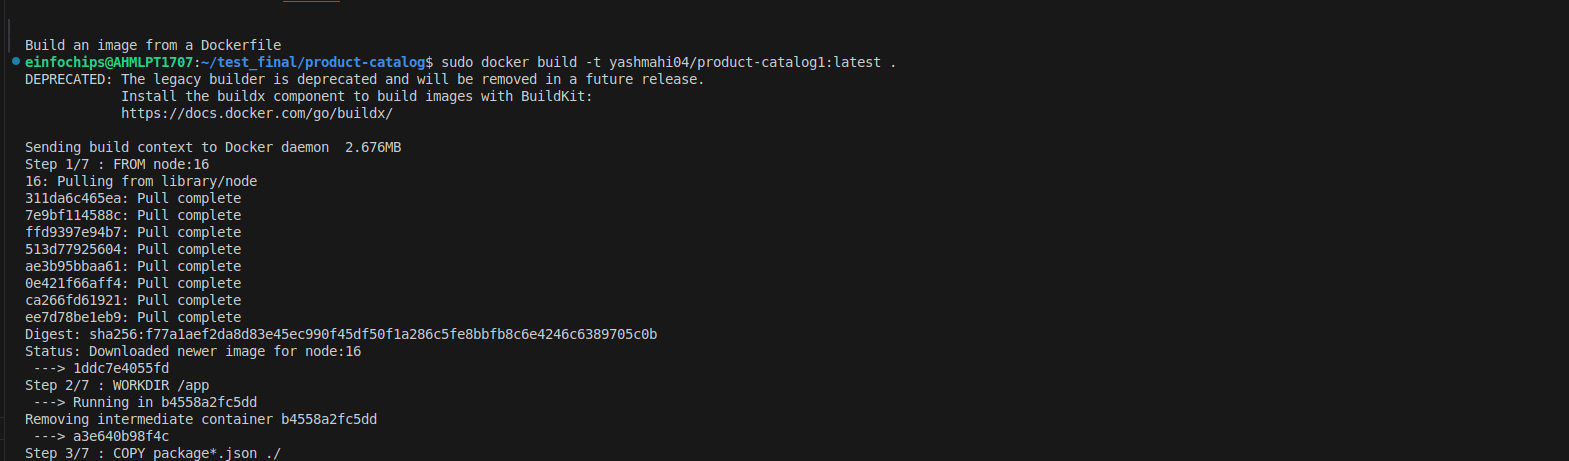 Build an image from a Dockerfile
einfochips@AHMLPT1707:~/test_final/product-catalog$ sudo docker build -t yashmahi04/product-catalog1:latest .
DEPRECATED: The legacy builder is deprecated and will be removed in a future release.
            Install the buildx component to build images with BuildKit:
            https://docs.docker.com/go/buildx/

Sending build context to Docker daemon  2.676MB
Step 1/7 : FROM node:16
16: Pulling from library/node
311da6c465ea: Pull complete
7e9bf114588c: Pull complete
ffd9397e94b7: Pull complete
513d77925604: Pull complete
ae3b95bbaa61: Pull complete
0e421f66aff4: Pull complete
ca266fd61921: Pull complete
ee7d78be1eb9: Pull complete
Digest: sha256:f77a1aef2da8d83e45ec990f45df50f1a286c5fe8bbfb8c6e4246c6389705c0b
Status: Downloaded newer image for node:16
 ---> 1ddc7e4055fd
Step 2/7 : WORKDIR /app
 ---> Running in b4558a2fc5dd
Removing intermediate container b4558a2fc5dd
 ---> a3e640b98f4c
Step 3/7 : COPY package*.json ./